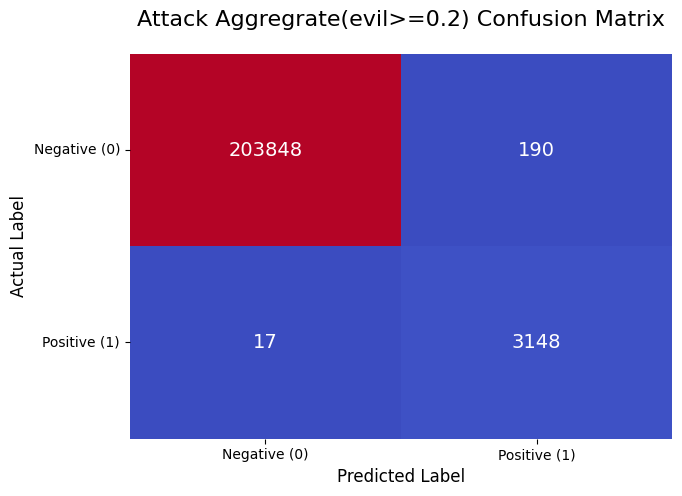 Attack Aggregrate(evil>=0.2) Confusion Matrix
Actual Label
Negative (0)
203848
190
Positive (1)
17
3148
Negative (0)
Positive (1)
Predicted Label